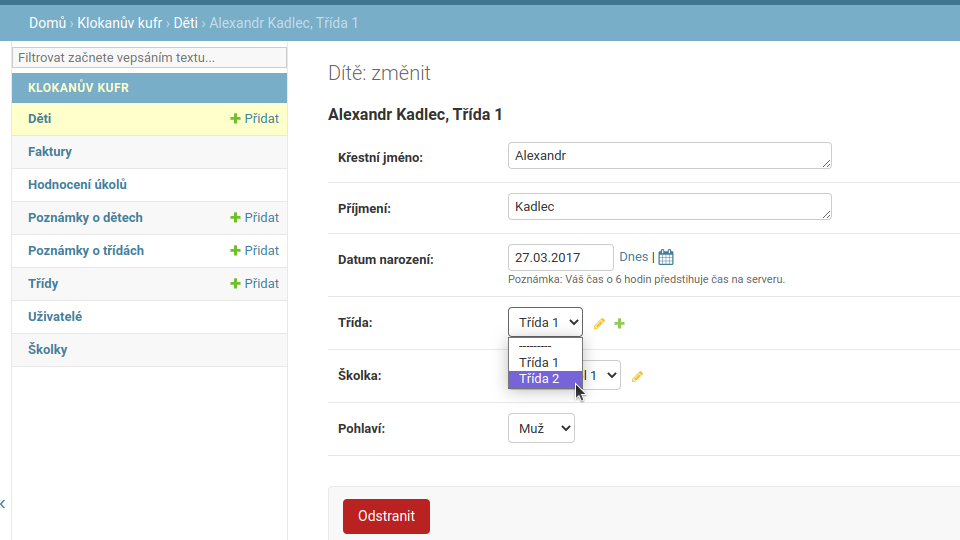 Domů › Klokanův kufr › Děti › Alexandr Kadlec, Třída 1
Filtrovat začnete vepsáním textu...
KLOKANŮV KUFR
Děti + Přidat
Faktury
Hodnocení úkolů
Poznámky o dětech + Přidat
Poznámky o třídách + Přidat
Třídy + Přidat
Uživatelé
Školky
Dítě: změnit
Alexandr Kadlec, Třída 1
Křestní jméno: Alexandr
Příjmení: Kadlec
Datum narození: 27.03.2017 Dnes |
Poznámka: Váš čas o 6 hodin předstihuje čas na serveru.
Třída: Třída 1
---------
Třída 1
Třída 2
Školka: 1
Pohlaví: Muž
Odstranit